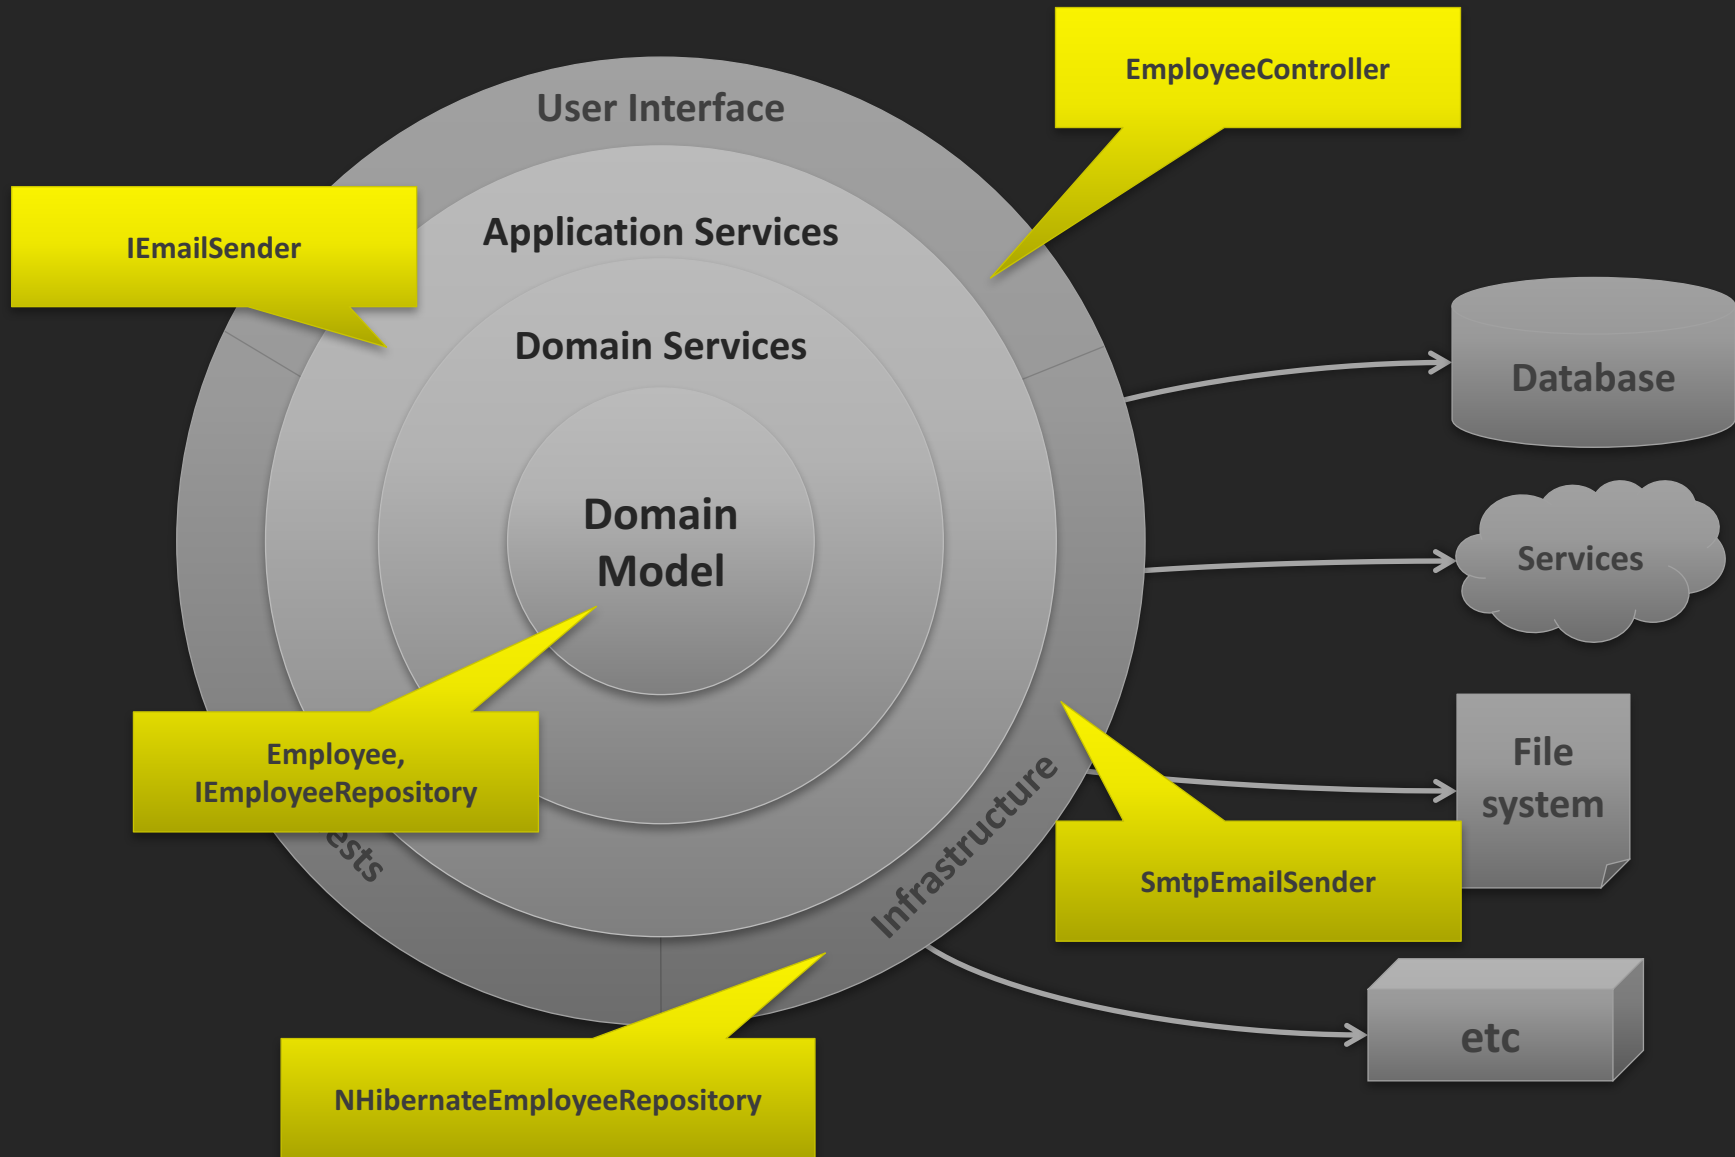 EmployeeController
User Interface
IEmailSender
Application Services
Domain Services
Database
Domain
Model
Services
Employee,
IEmployeeRepository
File
system
ests
Infrastructure
SmtpEmailSender
etc
NHibernateEmployeeRepository